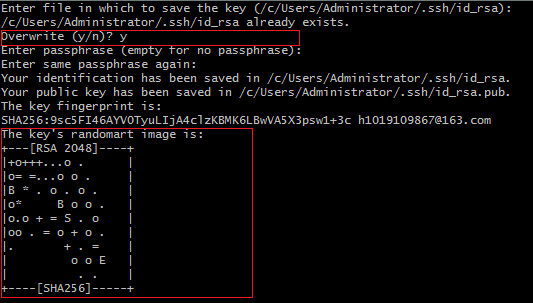 Enter file in which to save the key (/c/Users/Administrator/.ssh/id_rsa):
/c/Users/Administrator/.ssh/id_rsa already exists.
Overwrite (y/n)? y
Enter passphrase (empty for no passphrase):
Enter same passphrase again:
Your identification has been saved in /c/Users/Administrator/.ssh/id_rsa.
Your public key has been saved in /c/Users/Administrator/.ssh/id_rsa.pub.
The key fingerprint is:
SHA256:9sc5FI46AYVOTyuLIjA4clzKBMK6LBwVA5X3psw1+3c h1019109867@163.com
The key's randomart image is:
+---[RSA 2048]----+
|+o+++...o .      |
|o= =...o o .     |
|B * . o . o .    |
|o*     B o o .   |
|o.o + = S . o    |
|oo . = o + o .   |
|.       + . =    |
|         o o E   |
|          . .    |
+----[SHA256]-----+